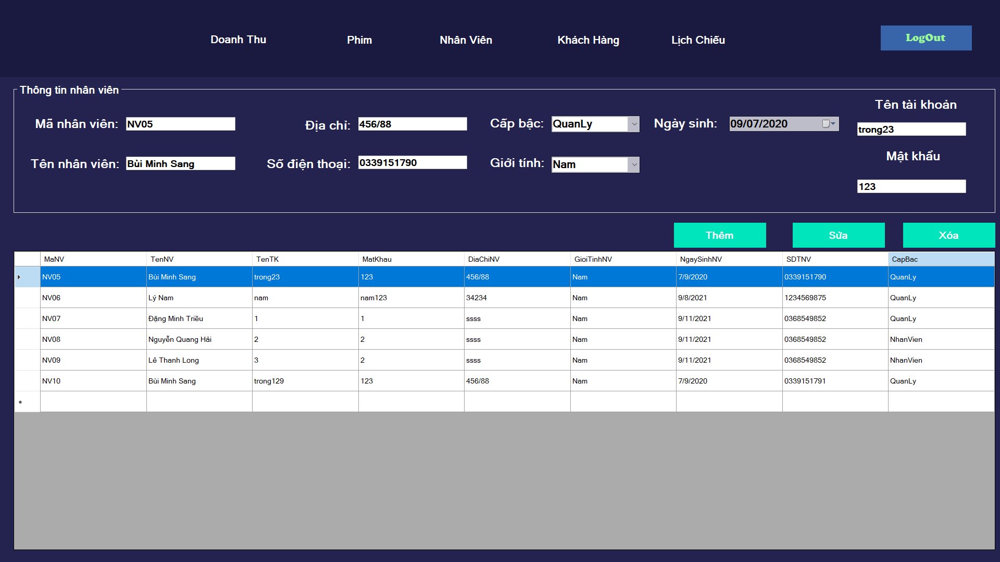 Doanh Thu Phim Nhân Viên Khách Hàng Lịch Chiếu LogOut
Thông tin nhân viên
Tên tài khoản
Mã nhân viên: NV05 Địa chỉ: 456/88 Cấp bậc: QuanLy Ngày sinh: 09/07/2020
trong23
Tên nhân viên: Bùi Minh Sang Số điện thoại: 0339151790 Giới tính: Nam
Mật khẩu
123
Thêm Sửa Xóa
MaNV TenNV TenTK MatKhau DiaChiNV GioiTinhNV NgaySinhNV SDTNV CapBac
NV05 Bùi Minh Sang trong23 123 456/88 Nam 7/9/2020 0339151790 QuanLy
NV06 Lý Nam nam nam123 34234 Nam 9/8/2021 1234569875 QuanLy
NV07 Đặng Minh Triều 1 1 ssss Nam 9/11/2021 0368549852 QuanLy
NV08 Nguyễn Quang Hải 2 2 ssss Nam 9/11/2021 0368549852 NhanVien
NV09 Lê Thanh Long 3 2 ssss Nam 9/11/2021 0368549852 NhanVien
NV10 Bùi Minh Sang trong129 123 456/88 Nam 7/9/2020 0339151791 QuanLy